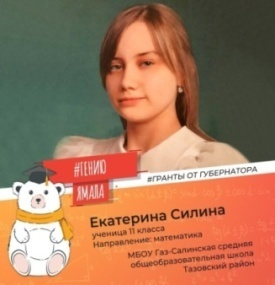 #ГЕНИЮ
ЯМАЛА
#ГРАНТЫ ОТ ГУБЕРНАТОРА
Екатерина Силина
ученица 11 класса
Направление: математика
МБОУ Газ-Салинская средняя
общеобразовательная школа
Тазовский район